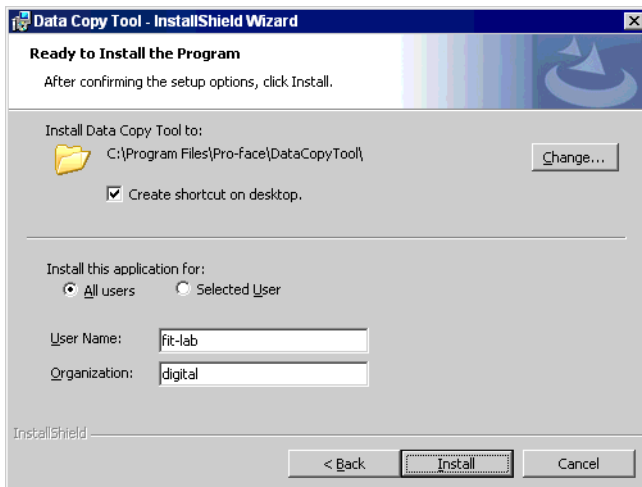 Data Copy Tool - InstallShield Wizard
Ready to Install the Program
After confirming the setup options, click Install.
Install Data Copy Tool to:
C:\Program Files\Pro-face\DataCopyTool\
Change...
Create shortcut on desktop.
Install this application for:
All users Selected User
User Name: fit-lab
Organization: digital
InstallShield
< Back Install Cancel